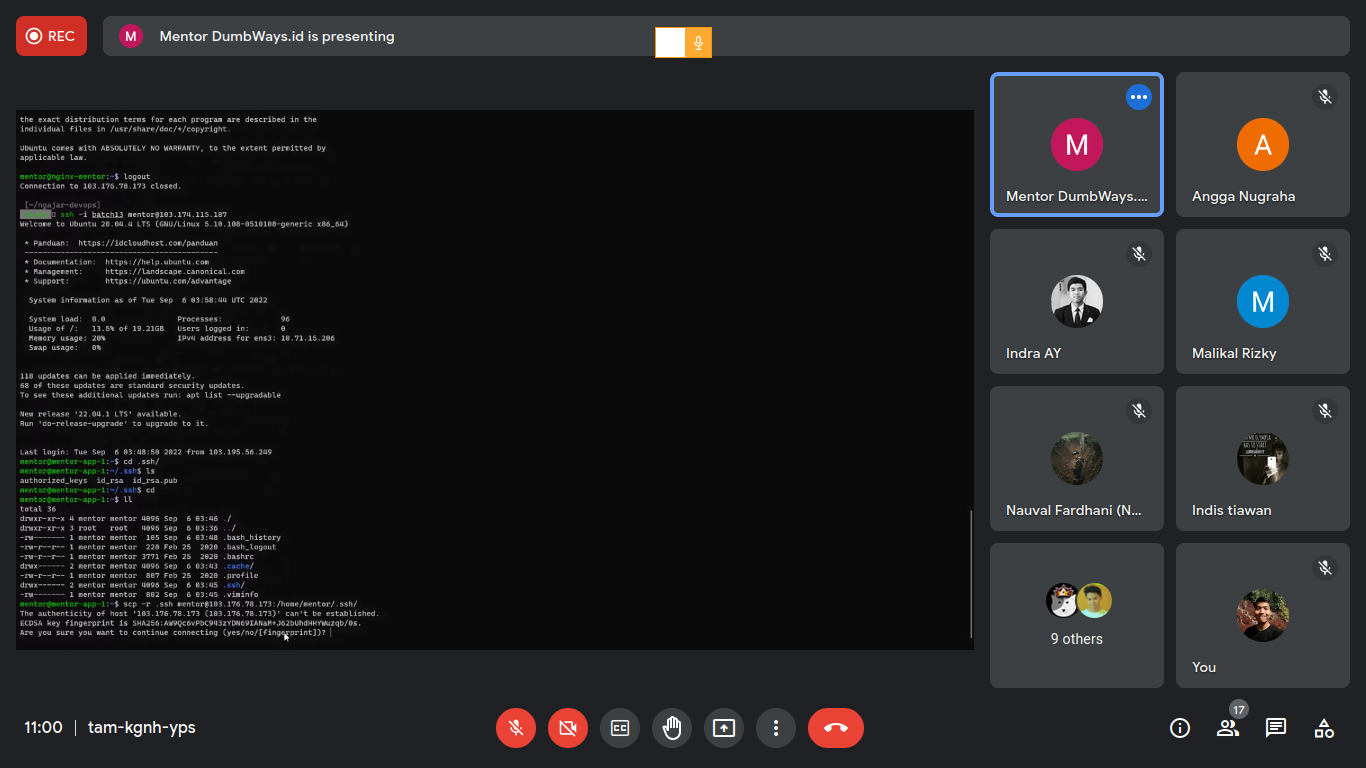 REC
M
Mentor DumbWays.id is presenting
the exact distribution terms for each program are described in the
individual files in /usr/share/doc/*/copyright.
Ubuntu comes with ABSOLUTELY NO WARRANTY, to the extent permitted by
applicable law.
mentor@nginx-mentor:~$ logout
Connection to 103.176.78.173 closed.
[~/ngajar-devops]
ssh -i batch13 mentor@103.174.115.187
Welcome to Ubuntu 20.04.4 LTS (GNU/Linux 5.10.108-0510108-generic x86_64)
* Panduan: https://idcloudhost.com/panduan
--------------------------------------------
* Documentation: https://help.ubuntu.com
* Management: https://landscape.canonical.com
* Support: https://ubuntu.com/advantage
System information as of Tue Sep 6 03:58:44 UTC 2022
System load: 0.0 Processes: 96
Usage of /: 13.5% of 19.21GB Users logged in: 0
Memory usage: 20% IPv4 address for ens3: 10.71.15.206
Swap usage: 0%
118 updates can be applied immediately.
68 of these updates are standard security updates.
To see these additional updates run: apt list --upgradable
New release '22.04.1 LTS' available.
Run 'do-release-upgrade' to upgrade to it.
Last login: Tue Sep 6 03:48:50 2022 from 103.195.56.249
mentor@mentor-app-1:~$ cd .ssh/
mentor@mentor-app-1:~/.ssh$ ls
authorized_keys id_rsa id_rsa.pub
mentor@mentor-app-1:~/.ssh$ cd
mentor@mentor-app-1:~$ ll
total 36
drwxr-xr-x 4 mentor mentor 4096 Sep 6 03:46 ./
drwxr-xr-x 3 root root 4096 Sep 6 03:36 ../
-rw------- 1 mentor mentor 105 Sep 6 03:48 .bash_history
-rw-r--r-- 1 mentor mentor 220 Feb 25 2020 .bash_logout
-rw-r--r-- 1 mentor mentor 3771 Feb 25 2020 .bashrc
drwx------ 2 mentor mentor 4096 Sep 6 03:43 .cache/
-rw-r--r-- 1 mentor mentor 807 Feb 25 2020 .profile
drwx------ 2 mentor mentor 4096 Sep 6 03:45 .ssh/
-rw------- 1 mentor mentor 802 Sep 6 03:45 .viminfo
mentor@mentor-app-1:~$ scp -r .ssh mentor@103.176.78.173:/home/mentor/.ssh/
The authenticity of host '103.176.78.173 (103.176.78.173)' can't be established.
ECDSA key fingerprint is
Are you sure you want to continue connecting (yes/no/[fingerprint])?
M
Mentor DumbWays....
A
Angga Nugraha
Indra AY
M
Malikal Rizky
Nauval Fardhani (N...
Indis tiawan
9 others
You
11:00 | tam-kgnh-yps
CC
17